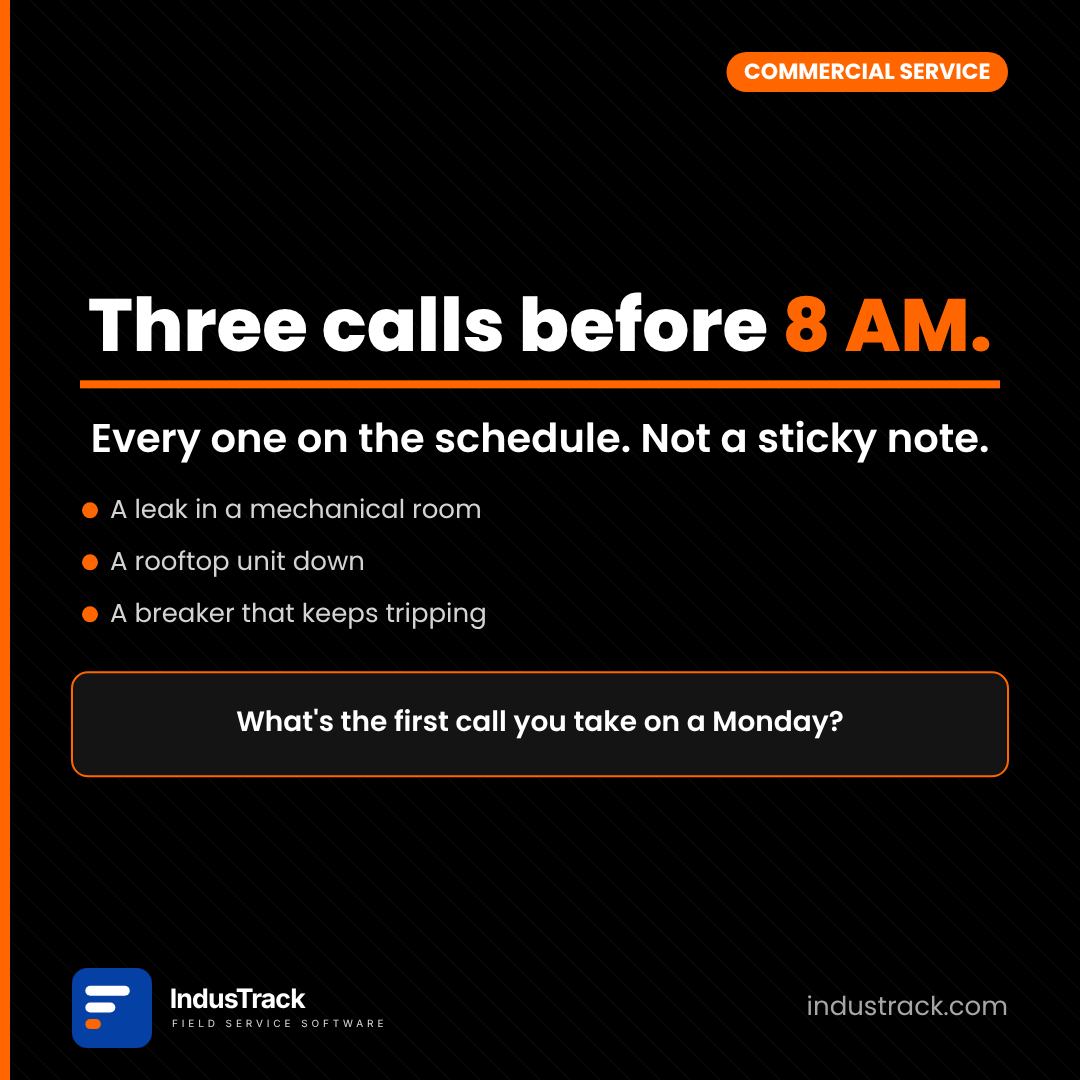 COMMERCIAL SERVICE
Three calls before 8 AM.
Every one on the schedule. Not a sticky note.
A leak in a mechanical room
A rooftop unit down
A breaker that keeps tripping
What's the first call you take on a Monday?
IndusTrack
FIELD SERVICE SOFTWARE
industrack.com